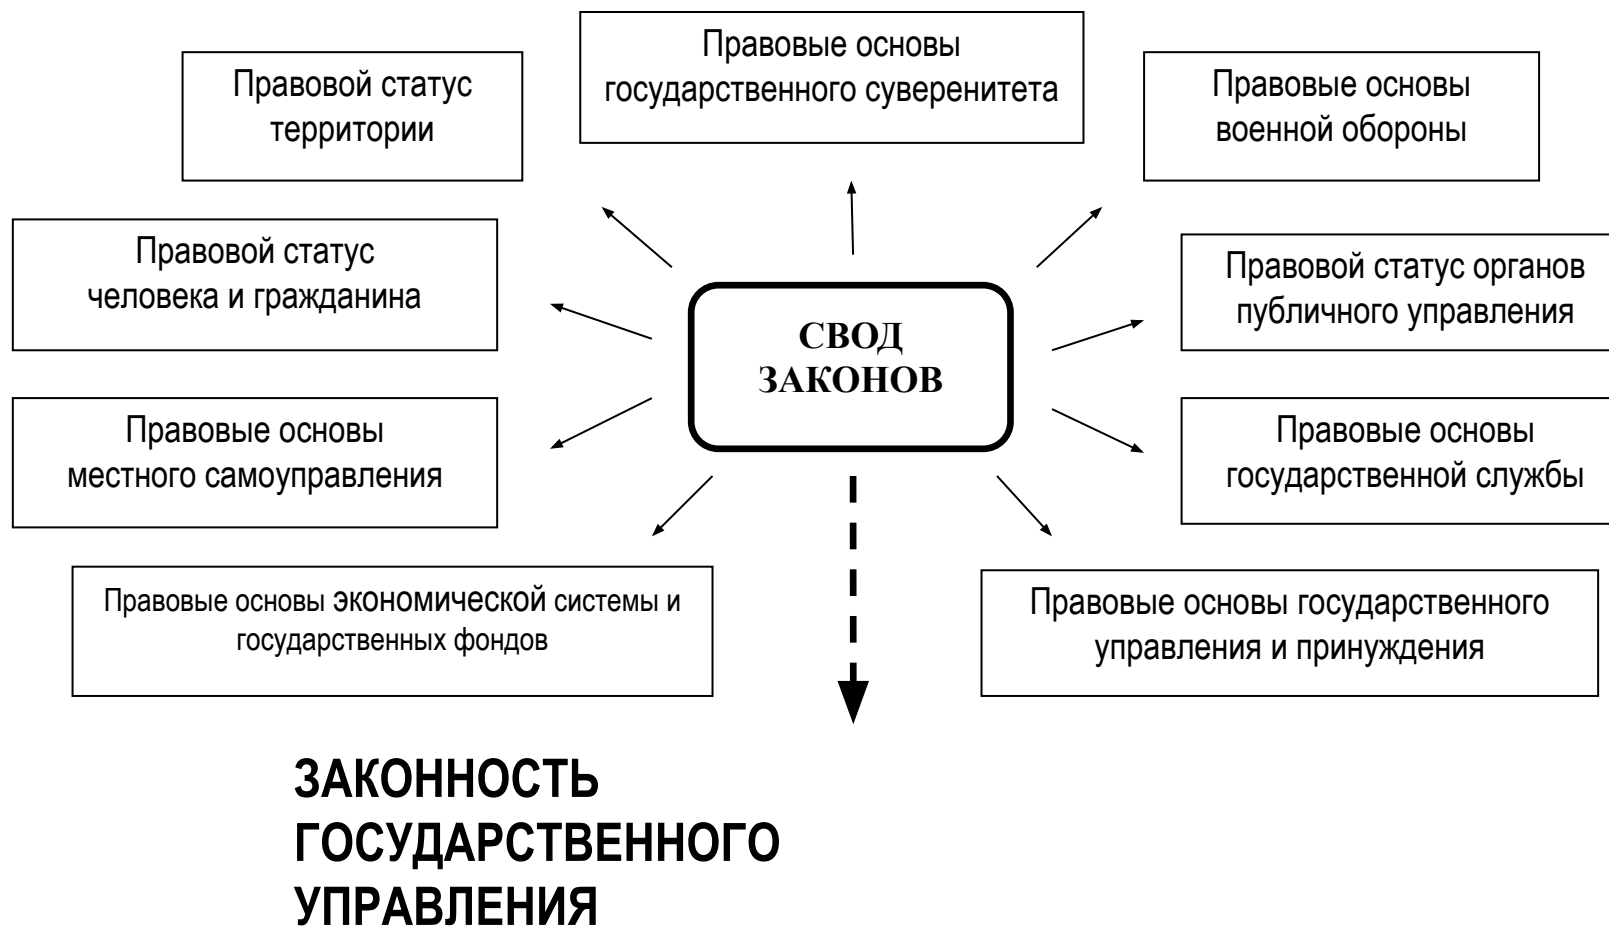 Правовые основы
государственного суверенитета
Правовой статус
территории
Правовые основы
военной обороны
Правовой статус
человека и гражданина
Правовой статус органов
публичного управления
СВОД
ЗАКОНОВ
Правовые основы
местного самоуправления
Правовые основы
государственной службы
Правовые основы экономической системы и
государственных фондов
Правовые основы государственного
управления и принуждения
ЗАКОННОСТЬ
ГОСУДАРСТВЕННОГО
УПРАВЛЕНИЯ